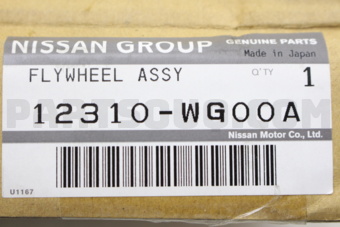 NISSAN GROUP GENUINE PARTS
Made in Japan
FLYWHEEL ASSY Q'TY 1
12310-WG00A
Nissan Motor Co., Ltd.
U1167